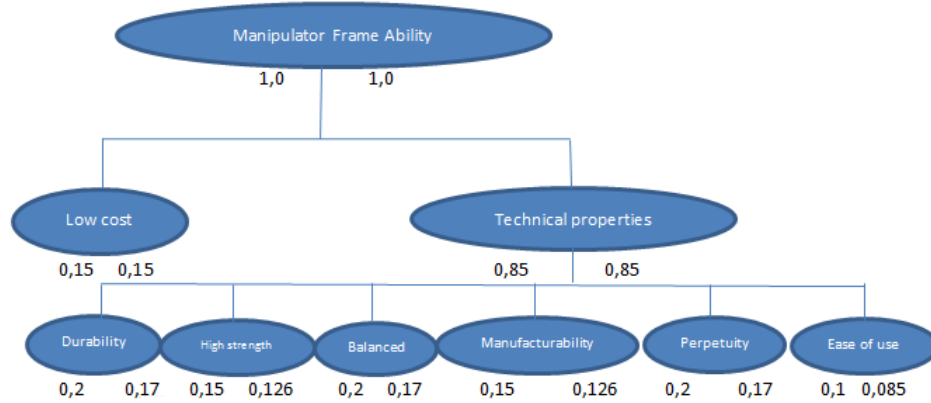 Manipulator Frame Ability
1,0 1,0
Low cost
Technical properties
0,15 0,15
0,85 0,85
Durability
High strength
Balanced
Manufacturability
Perpetuity
Ease of use
0,2 0,17
0,15 0,126
0,2 0,17
0,15 0,126
0,2 0,17
0,1 0,085